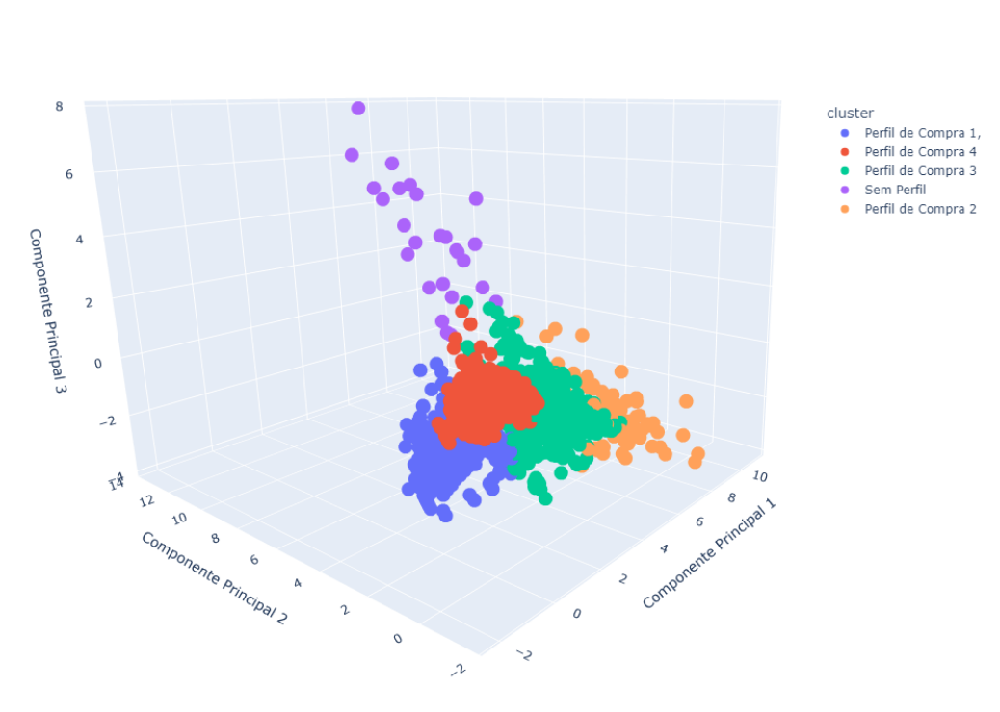 8
6
4
2
0
−2
−4
Componente Principal 3
14
12
10
8
6
4
2
0
−2
Componente Principal 2
−2
0
2
4
6
8
10
Componente Principal 1
cluster
Perfil de Compra 1,
Perfil de Compra 4
Perfil de Compra 3
Sem Perfil
Perfil de Compra 2